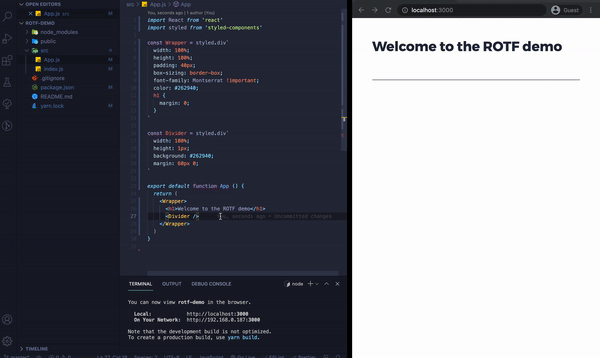 OPEN EDITORS
App.js src M
ROTF-DEMO
node_modules
public
src
App.js M
index.js M
.gitignore
package.json M
README.md
yarn.lock M
TIMELINE
src > App.js > App
You, seconds ago | 1 author (You)
import React from 'react'
import styled from 'styled-components'
const Wrapper = styled.div`
width: 100%;
height: 100%;
padding: 40px;
box-sizing: border-box;
font-family: Montserrat !important;
color: #262940;
h1 {
margin: 0;
}
`
const Divider = styled.div`
width: 100%;
height: 1px;
background: #262940;
margin: 60px 0;
`
export default function App () {
return (
<Wrapper>
<h1>Welcome to the ROTF demo</h1>
<Divider /> seconds ago • Uncommitted changes
</Wrapper>
)
}
TERMINAL OUTPUT DEBUG CONSOLE node
You can now view rotf-demo in the browser.
Local: http://localhost:3000
On Your Network: http://192.168.0.187:3000
Note that the development build is not optimized.
To create a production build, use yarn build.
localhost:3000 Guest
Welcome to the ROTF demo